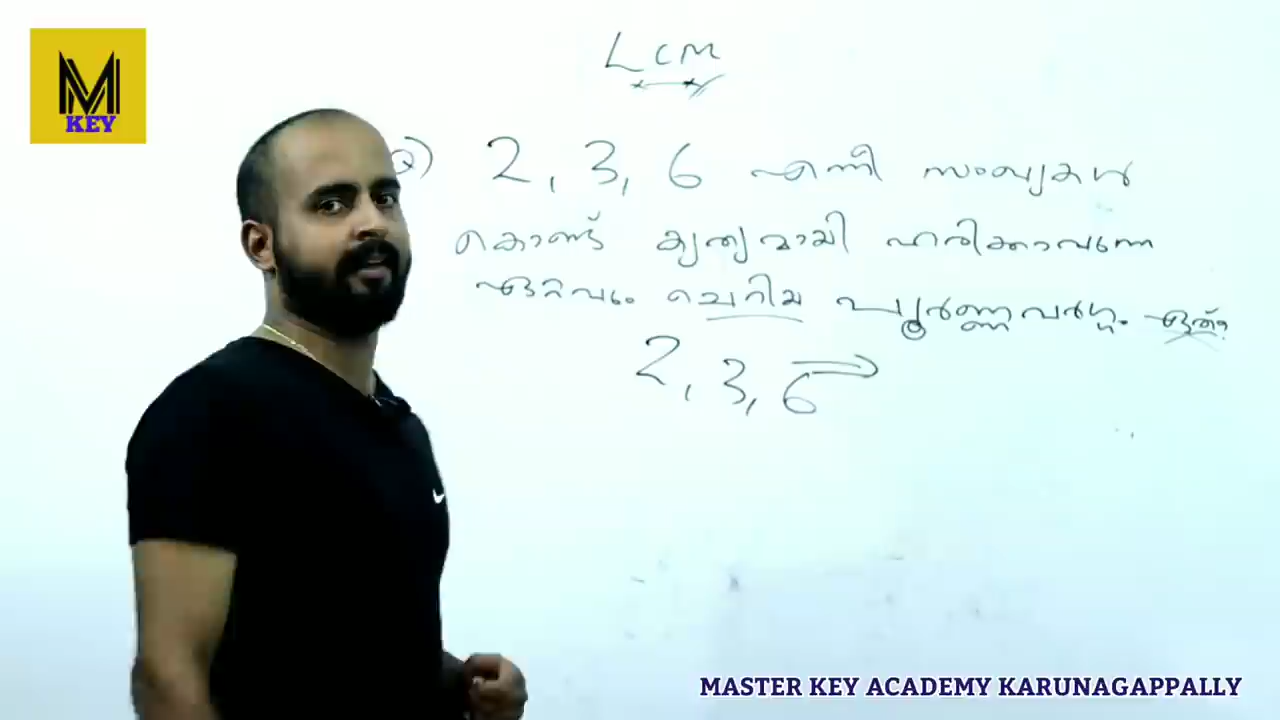 M
KEY
LCM
Q) 2, 3, 6 എന്നീ സംഖ്യകൾ
കൊണ്ട് കൃത്യമായി ഹരിക്കാവുന്ന
ഏറ്റവും ചെറിയ പൂർണ്ണവർഗ്ഗം ഏത്?
2, 3, 6
MASTER KEY ACADEMY KARUNAGAPPALLY